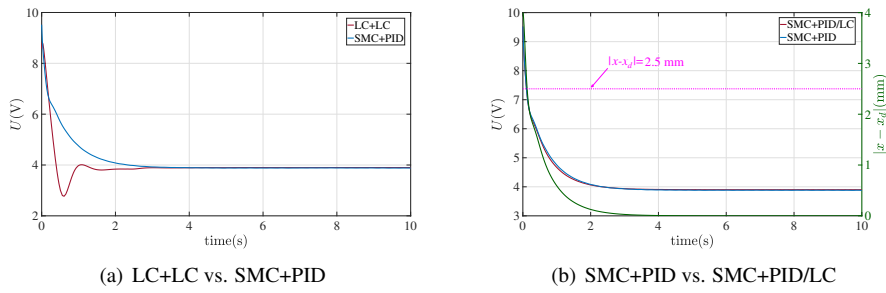 LC+LC
SMC+PID
10
8
6
4
2
U(V)
0 2 4 6 8 10
time(s)
(a) LC+LC vs. SMC+PID
SMC+PID/LC
SMC+PID
|x-x_d|=2.5 mm
10
9
8
7
6
5
4
3
U(V)
4
3
2
1
0
|x − x_d|(mm)
0 2 4 6 8 10
time(s)
(b) SMC+PID vs. SMC+PID/LC